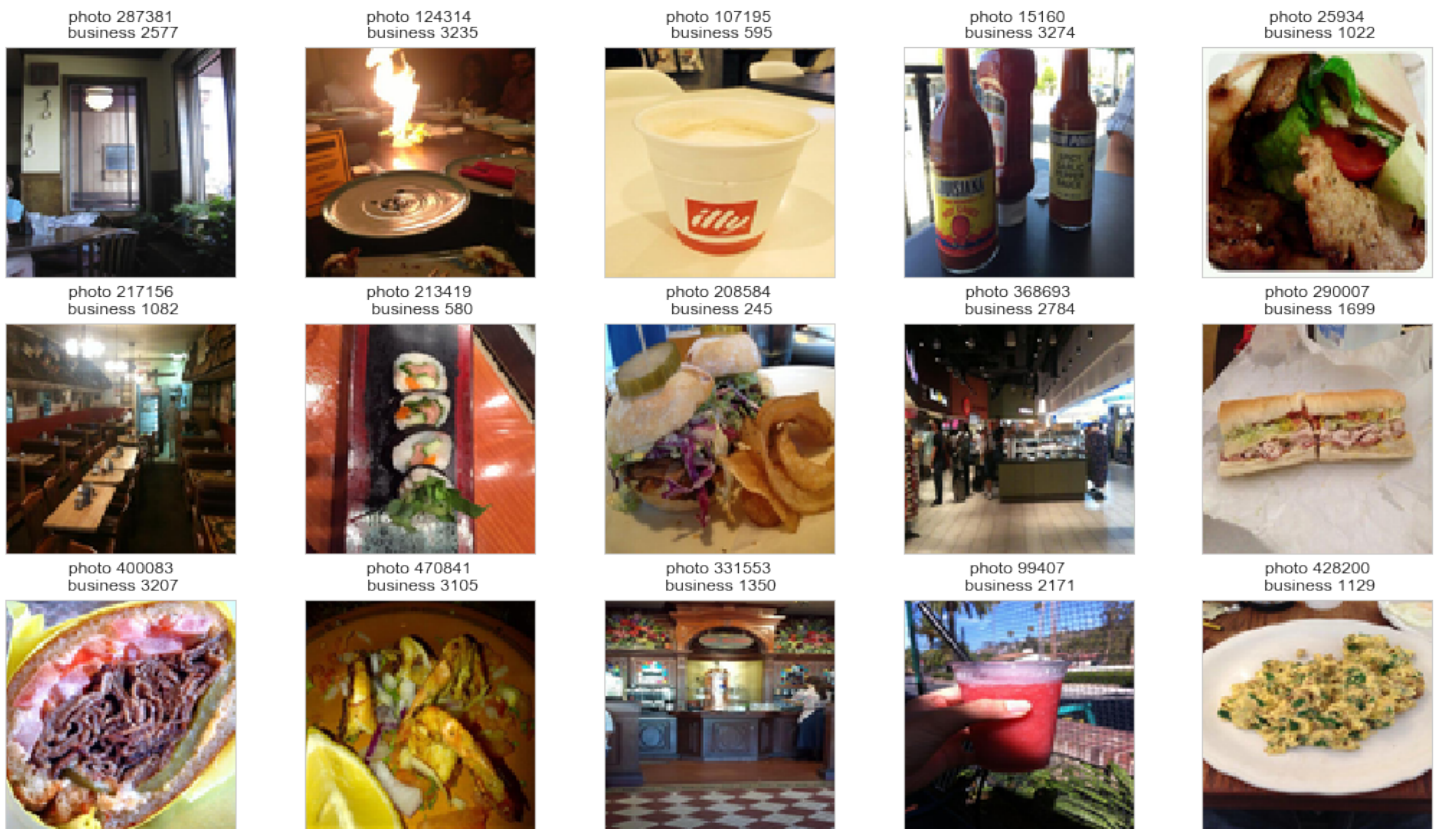 photo 287381
business 2577
photo 124314
business 3235
photo 107195
business 595
photo 15160
business 3274
photo 25934
business 1022
illy
LOUISIANA
photo 217156
business 1082
photo 213419
business 580
photo 208584
business 245
photo 368693
business 2784
photo 290007
business 1699
photo 400083
business 3207
photo 470841
business 3105
photo 331553
business 1350
photo 99407
business 2171
photo 428200
business 1129